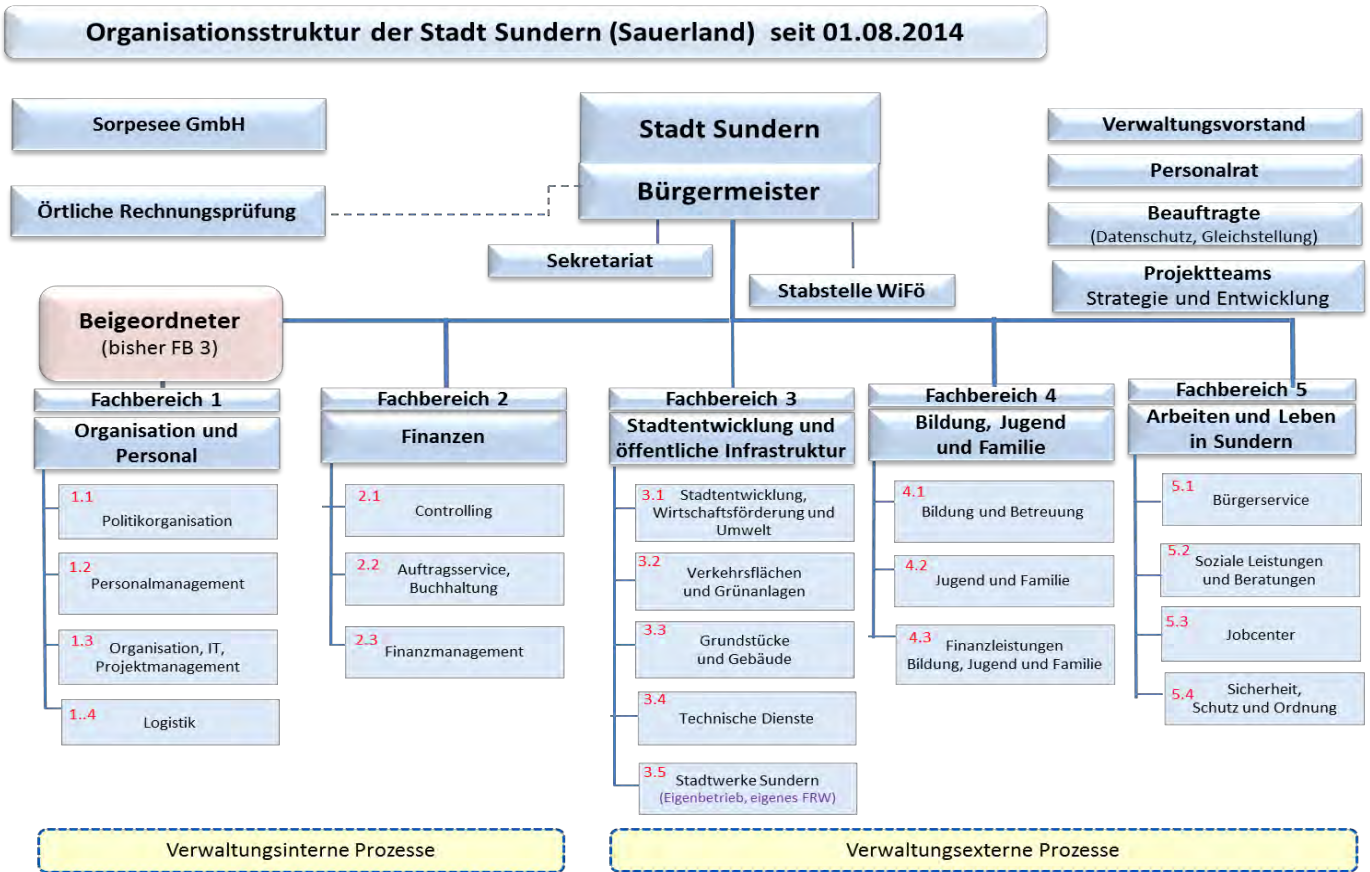 Organisationsstruktur der Stadt Sundern (Sauerland) seit 01.08.2014
Sorpesee GmbH
Örtliche Rechnungsprüfung
Stadt Sundern
Bürgermeister
Sekretariat
Stabstelle WiFö
Verwaltungsvorstand
Personalrat
Beauftragte
(Datenschutz, Gleichstellung)
Projektteams
Strategie und Entwicklung
Beigeordneter
(bisher FB 3)
Fachbereich 1
Organisation und
Personal
1.1
Politikorganisation
1.2
Personalmanagement
1.3
Organisation, IT,
Projektmanagement
1..4
Logistik
Fachbereich 2
Finanzen
2.1
Controlling
2.2
Auftragsservice,
Buchhaltung
2.3
Finanzmanagement
Fachbereich 3
Stadtentwicklung und
öffentliche Infrastruktur
3.1
Stadtentwicklung,
Wirtschaftsförderung und
Umwelt
3.2
Verkehrsflächen
und Grünanlagen
3.3
Grundstücke
und Gebäude
3.4
Technische Dienste
3.5
Stadtwerke Sundern
(Eigenbetrieb, eigenes FRW)
Fachbereich 4
Bildung, Jugend
und Familie
4.1
Bildung und Betreuung
4.2
Jugend und Familie
4.3
Finanzleistungen
Bildung, Jugend und Familie
Fachbereich 5
Arbeiten und Leben
in Sundern
5.1
Bürgerservice
5.2
Soziale Leistungen
und Beratungen
5.3
Jobcenter
5.4
Sicherheit,
Schutz und Ordnung
Verwaltungsinterne Prozesse
Verwaltungsexterne Prozesse